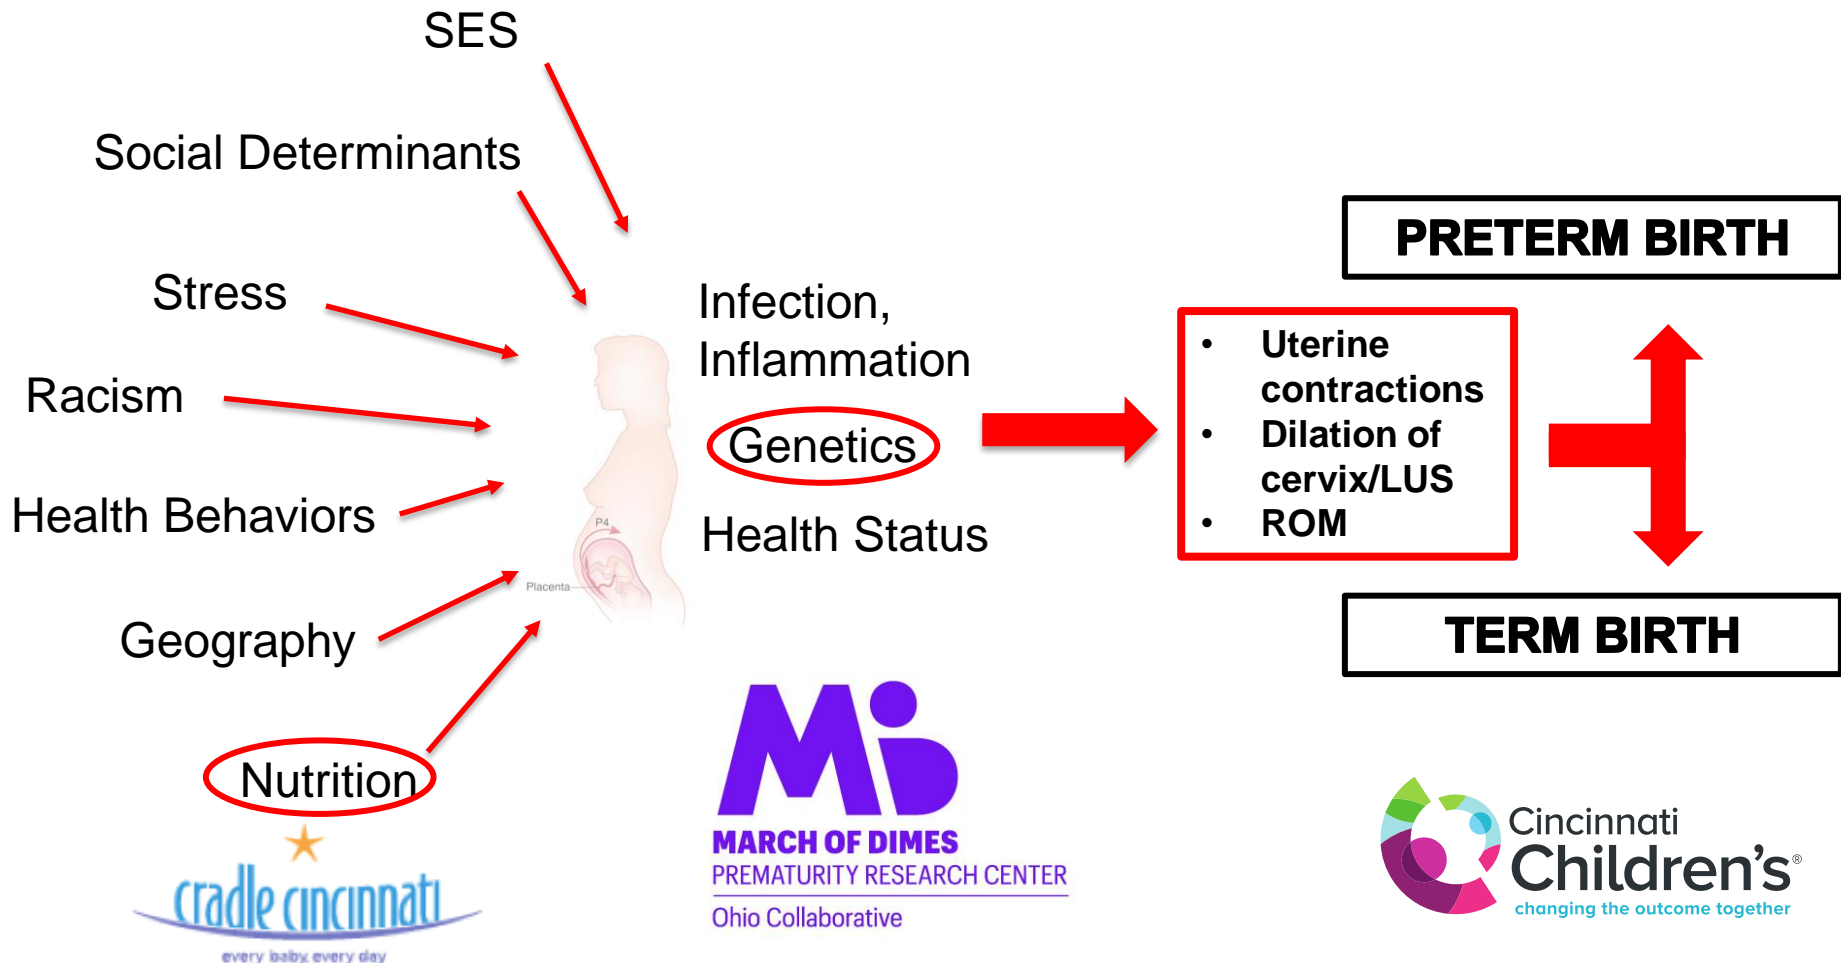 SES
Social Determinants
Stress
Racism
Health Behaviors
Geography
Nutrition
P4
Placenta
Infection,
Inflammation
Genetics
Health Status
• Uterine
contractions
• Dilation of
cervix/LUS
• ROM
PRETERM BIRTH
TERM BIRTH
cradle cincinnati
every baby, every day
MARCH OF DIMES
PREMATURITY RESEARCH CENTER
Ohio Collaborative
Cincinnati
Children's®
changing the outcome together